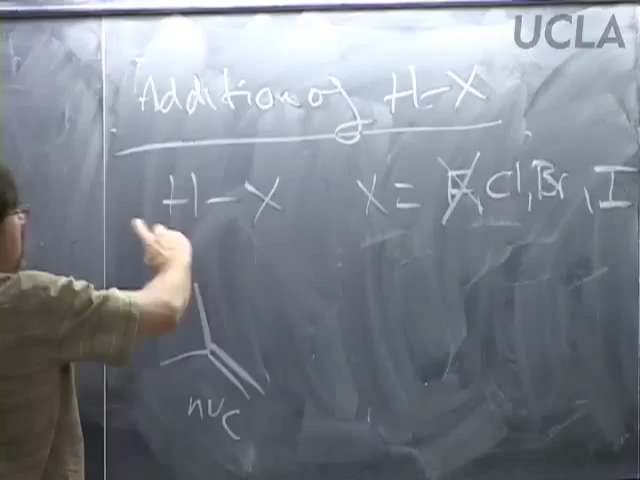 UCLA
Addition of H-X
H-X X = F, Cl, Br, I
nuc